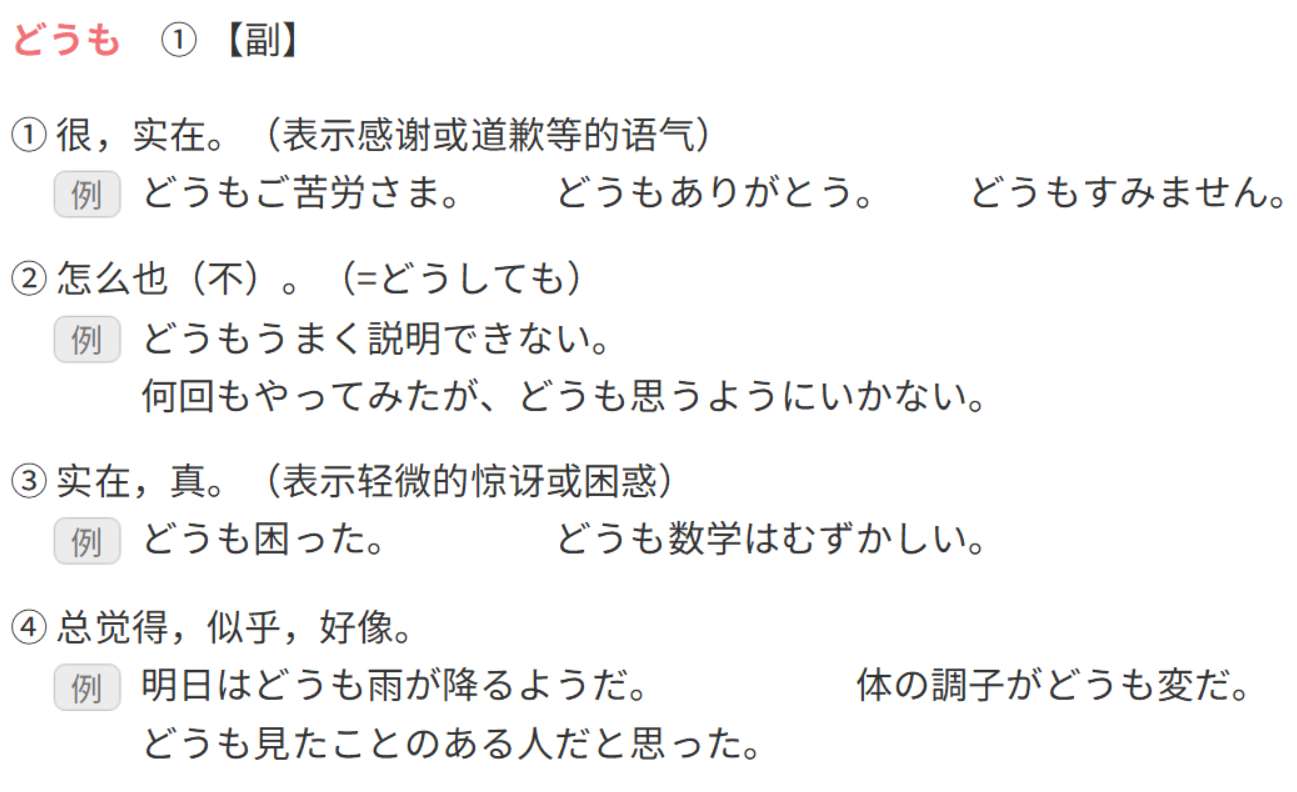 どうも ① 【副】
① 很，实在。（表示感谢或道歉等的语气）
例 どうもご苦労さま。 どうもありがとう。 どうもすみません。
② 怎么也（不）。（=どうしても）
例 どうもうまく説明できない。
何回もやってみたが、どうも思うようにいかない。
③ 实在，真。（表示轻微的惊讶或困惑）
例 どうも困った。 どうも数学はむずかしい。
④ 总觉得，似乎，好像。
例 明日はどうも雨が降るようだ。 体の調子がどうも変だ。
どうも見たことのある人だと思った。